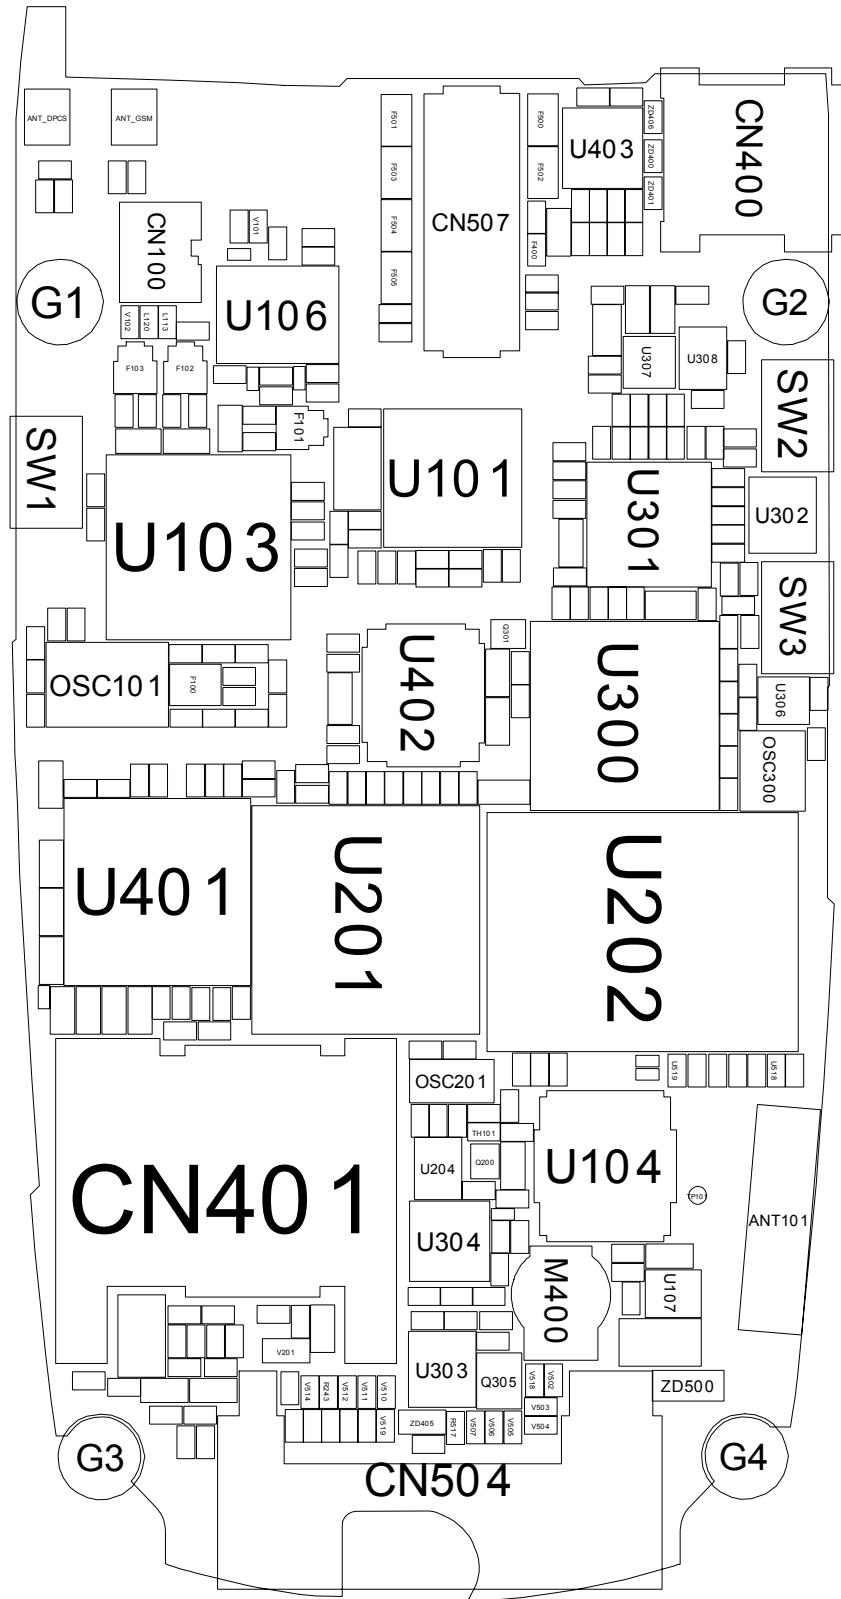 ANT_DPCS
ANT_GSM
F501
F500
ZD406
CN400
U403
ZD400
F503
F502
ZD401
CN100
V101
F504
CN507
F400
F505
G1
U106
G2
V102
L120
L113
U307
U308
F103
F102
SW2
F101
SW1
U101
U301
U302
U103
SW3
Q301
U402
U300
OSC101
F100
U306
OSC300
U401
U201
U202
OSC201
U519
U518
TH101
CN401
U204
Q200
U104
TP101
ANT101
U304
M400
U107
V201
U303
Q305
V518
V502
ZD500
V514
R243
V512
V511
V510
V503
V519
ZD405
R517
V507
V506
V505
V504
G3
G4
CN504